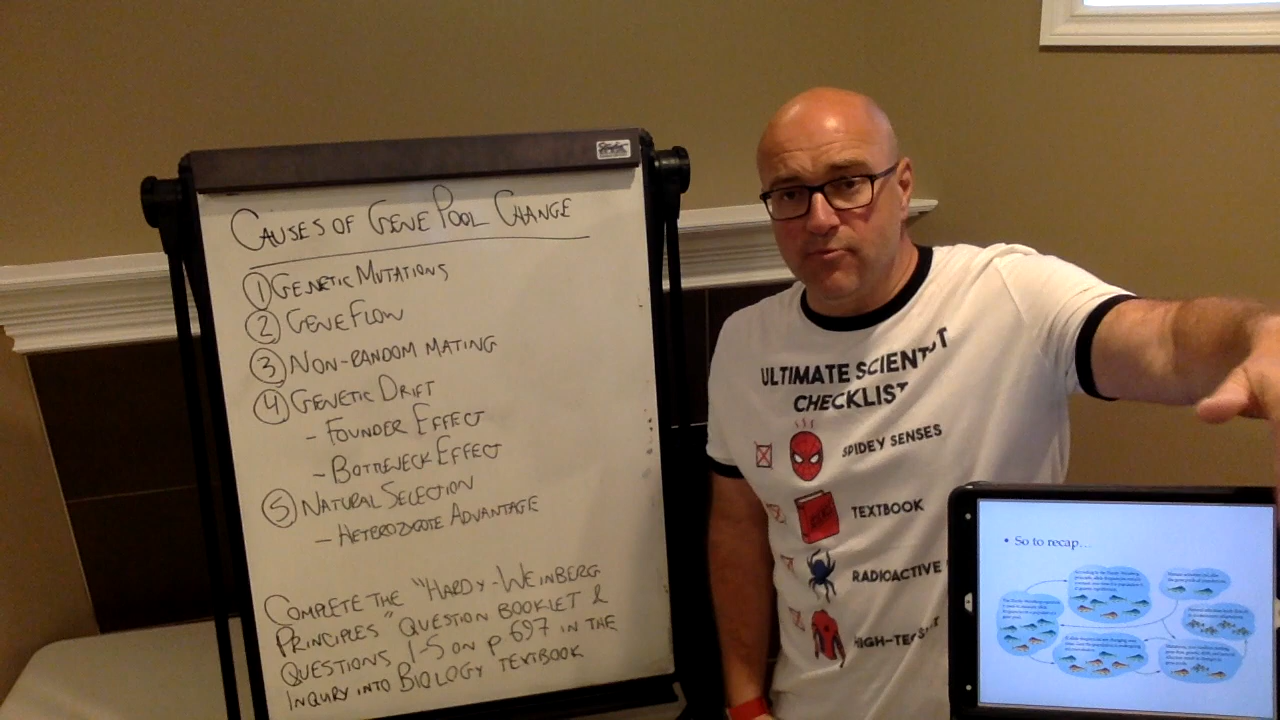 CAUSES OF GENE POOL CHANGE
① GENETIC MUTATIONS
② GENE FLOW
③ NON-RANDOM MATING
④ GENETIC DRIFT
- FOUNDER EFFECT
- BOTTLENECK EFFECT
⑤ NATURAL SELECTION
- HETEROZYGOTE ADVANTAGE
COMPLETE THE "HARDY-WEINBERG
PRINCIPLES" QUESTION BOOKLET &
QUESTIONS 1-5 ON p 697 IN THE
INQUIRY INTO BIOLOGY TEXTBOOK
ULTIMATE SCIENTIST
CHECKLIST
SPIDEY SENSES
TEXTBOOK
RADIOACTIVE
• So to recap…